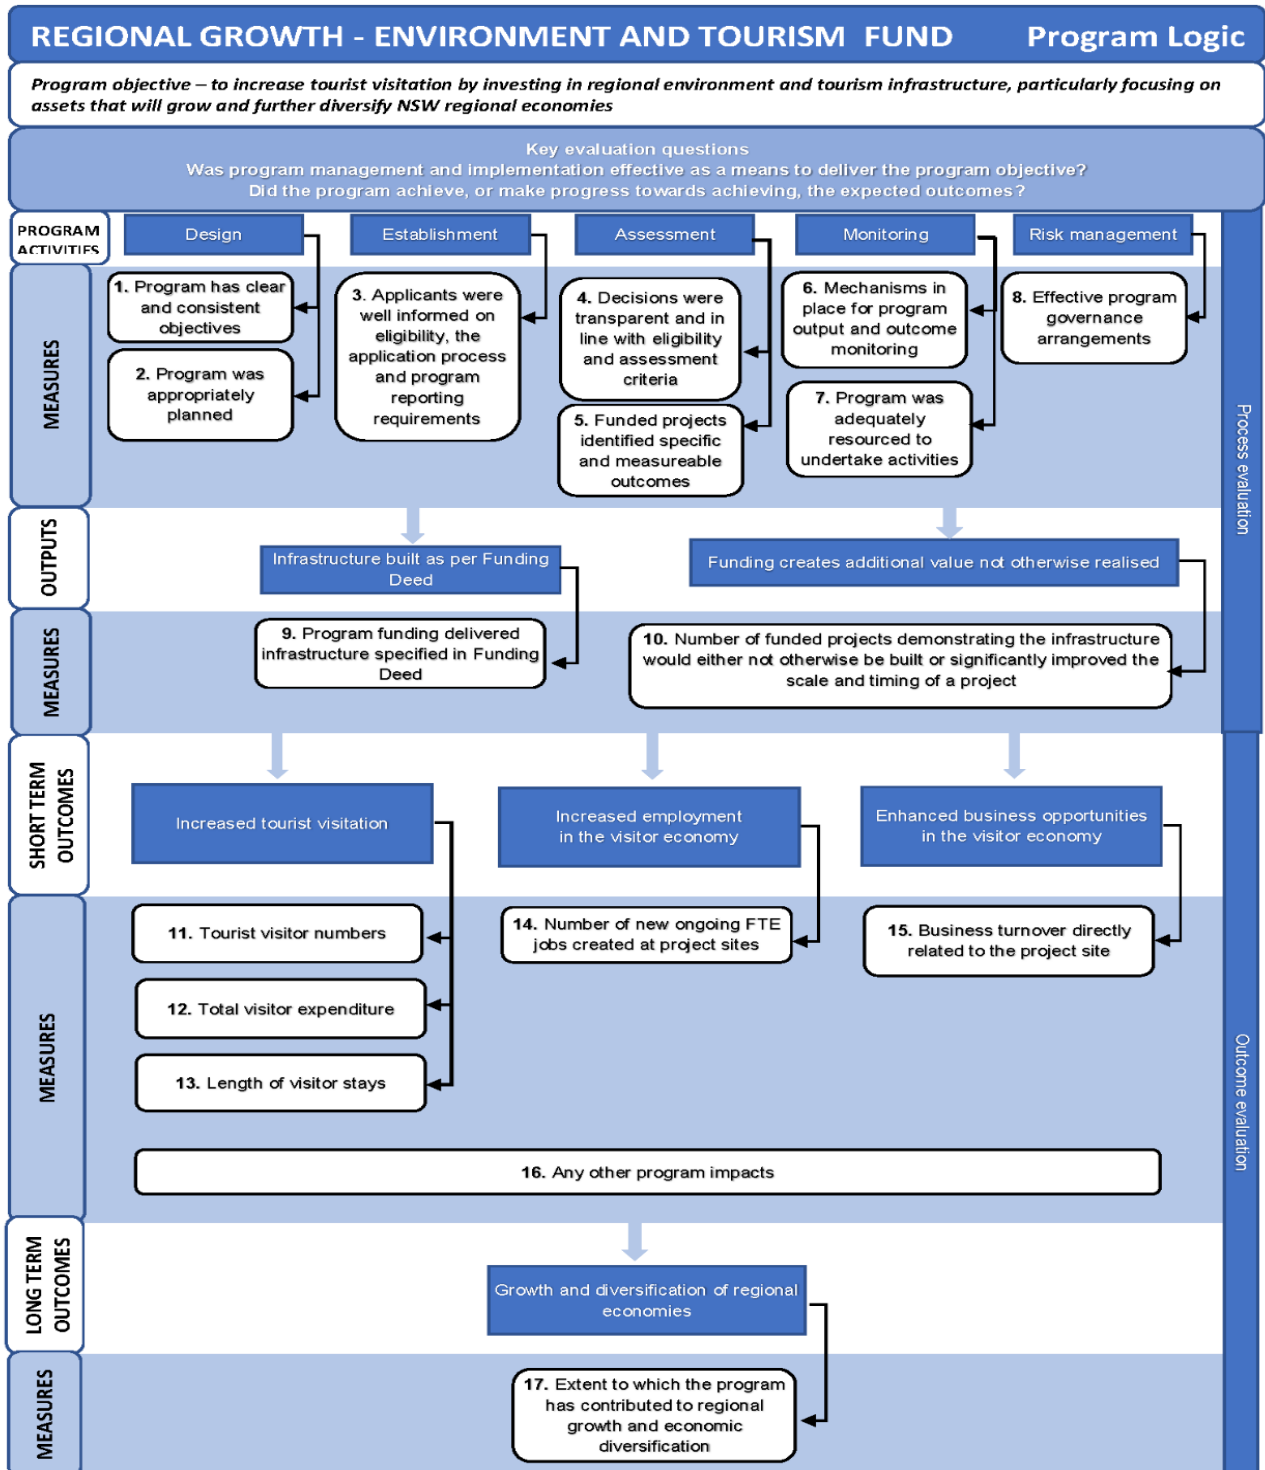 REGIONAL GROWTH - ENVIRONMENT AND TOURISM FUND Program Logic
Program objective – to increase tourist visitation by investing in regional environment and tourism infrastructure, particularly focusing on
assets that will grow and further diversify NSW regional economies
Key evaluation questions
Was program management and implementation effective as a means to deliver the program objective?
Did the program achieve, or make progress towards achieving, the expected outcomes?
PROGRAM
ACTIVITIES
Design
Establishment
Assessment
Monitoring
Risk management
MEASURES
1. Program has clear
and consistent
objectives
2. Program was
appropriately
planned
3. Applicants were
well informed on
eligibility, the
application process
and program
reporting
requirements
4. Decisions were
transparent and in
line with eligibility
and assessment
criteria
5. Funded projects
identified specific
and measureable
outcomes
6. Mechanisms in
place for program
output and outcome
monitoring
7. Program was
adequately
resourced to
undertake activities
8. Effective program
governance
arrangements
Process evaluation
OUTPUTS
Infrastructure built as per Funding
Deed
Funding creates additional value not otherwise realised
MEASURES
9. Program funding delivered
infrastructure specified in Funding
Deed
10. Number of funded projects demonstrating the infrastructure
would either not otherwise be built or significantly improved the
scale and timing of a project
SHORT TERM
OUTCOMES
Increased tourist visitation
Increased employment
in the visitor economy
Enhanced business opportunities
in the visitor economy
MEASURES
11. Tourist visitor numbers
12. Total visitor expenditure
13. Length of visitor stays
14. Number of new ongoing FTE
jobs created at project sites
15. Business turnover directly
related to the project site
16. Any other program impacts
Outcome evaluation
LONG TERM
OUTCOMES
Growth and diversification of regional
economies
MEASURES
17. Extent to which the program
has contributed to regional
growth and economic
diversification